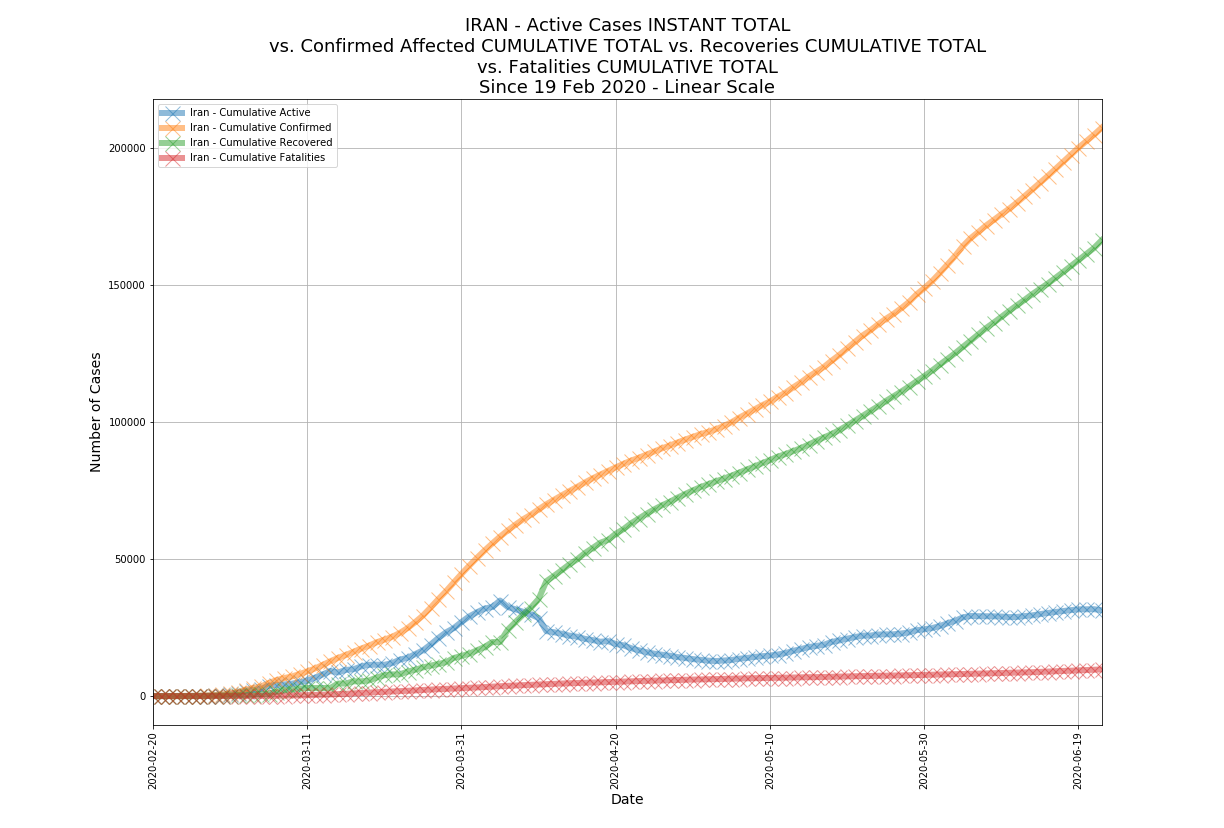 IRAN - Active Cases INSTANT TOTAL
vs. Confirmed Affected CUMULATIVE TOTAL vs. Recoveries CUMULATIVE TOTAL
vs. Fatalities CUMULATIVE TOTAL
Since 19 Feb 2020 - Linear Scale
Iran - Cumulative Active
Iran - Cumulative Confirmed
Iran - Cumulative Recovered
Iran - Cumulative Fatalities
200000
150000
100000
50000
0
Number of Cases
2020-02-20
2020-03-11
2020-03-31
2020-04-20
2020-05-10
2020-05-30
2020-06-19
Date